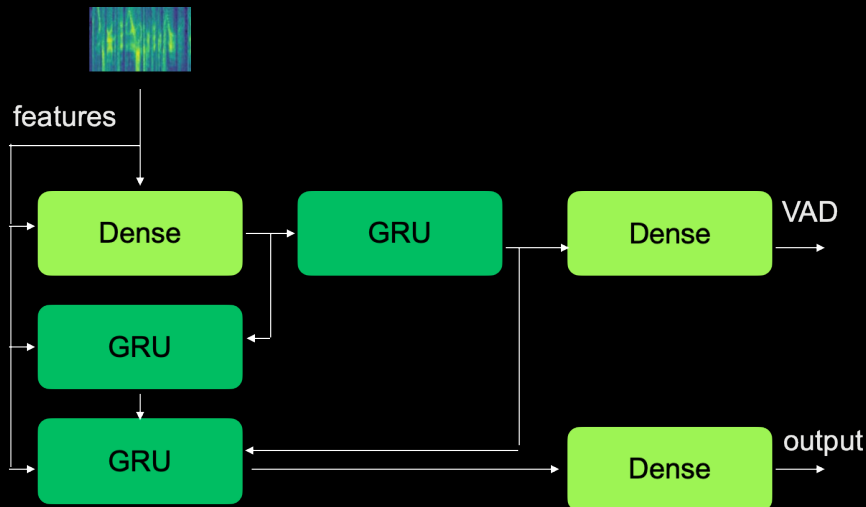 features
Dense
GRU
Dense
VAD
GRU
GRU
Dense
output